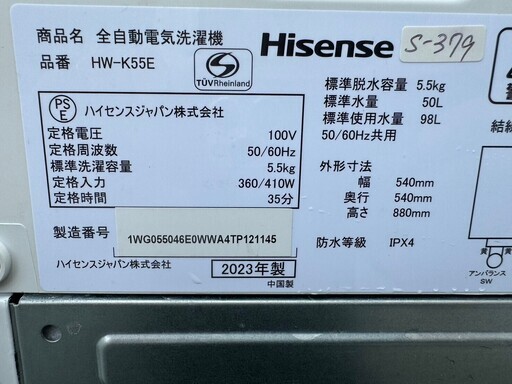 商品名 全自動電気洗濯機
品番 HW-K55E
TÜVRheinland
Hisense
S-379
PS
E
ハイセンスジャパン株式会社
定格電圧 100V
定格周波数 50/60Hz
標準洗濯容量 5.5kg
定格入力 360/410W
定格時間 35分
製造番号 1WG055046E0WWA4TP121145
ハイセンスジャパン株式会社
2023年製
中国製
標準脱水容量 5.5kg
標準水量 50L
標準使用水量 98L
50/60Hz共用
外形寸法
幅 540mm
奥行 540mm
高さ 880mm
防水等級 IPX4
結線
黄
黄
アンバランス
SW